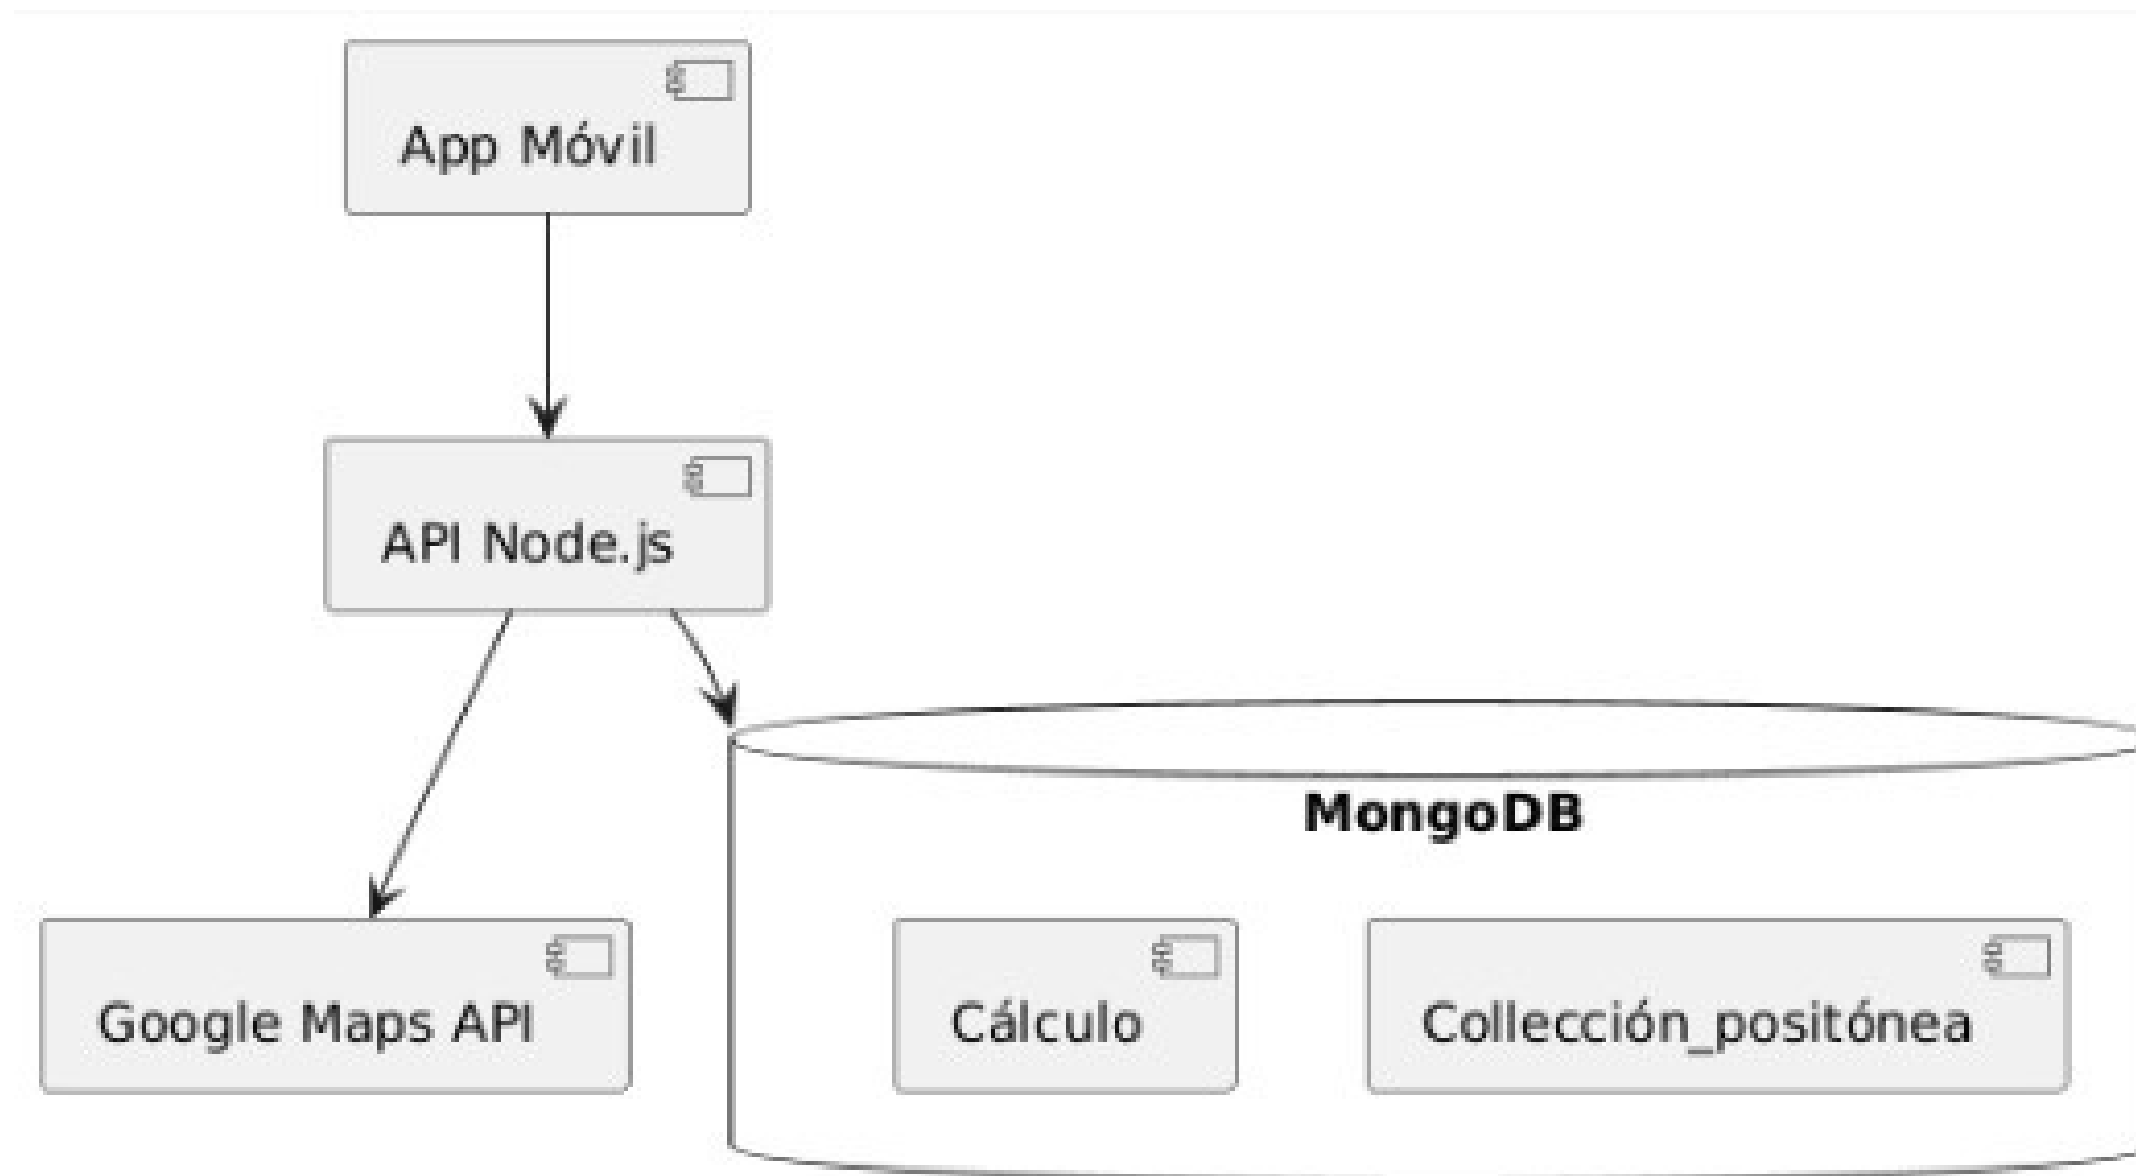 App Móvil
API Node.js
MongoDB
Google Maps API
Cálculo
Collección_positónea